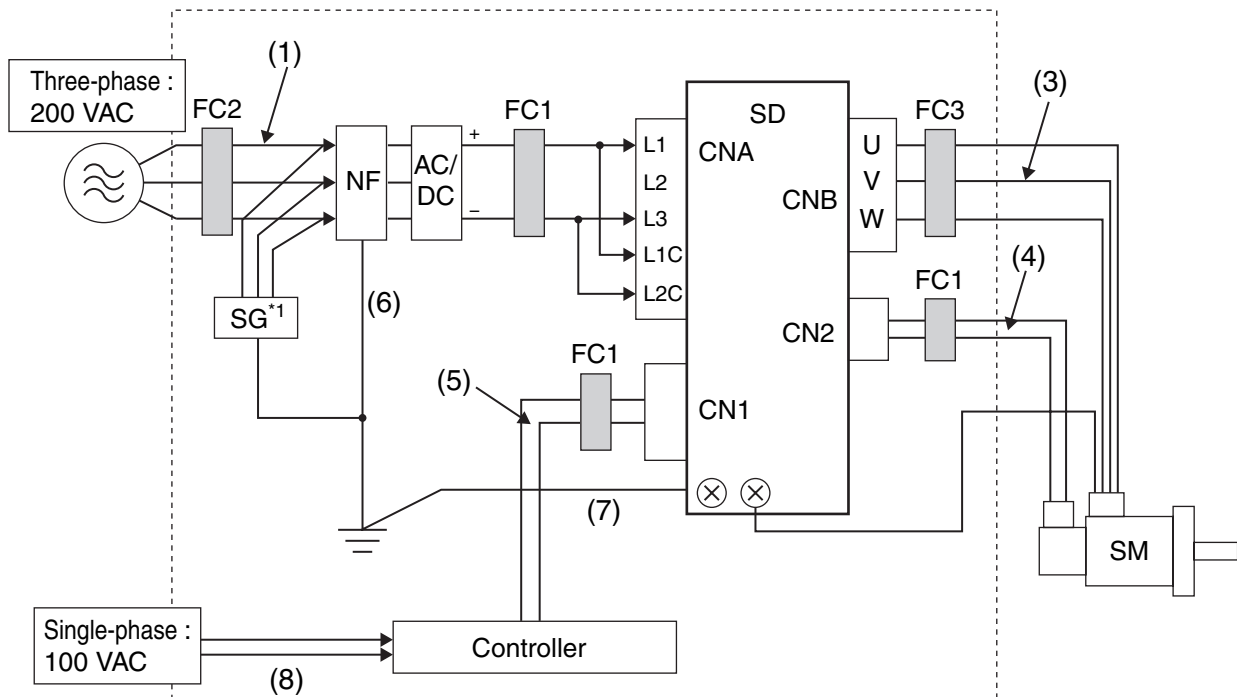 Three-phase :
200 VAC
(1)
FC2
FC1
FC3
(3)
SD
NF
AC/
DC
+
−
L1
L2
L3
L1C
L2C
CNA
CNB
U
V
W
SG*1
(6)
CN2
FC1
(4)
FC1
(5)
CN1
(7)
SM
Single-phase :
100 VAC
(8)
Controller